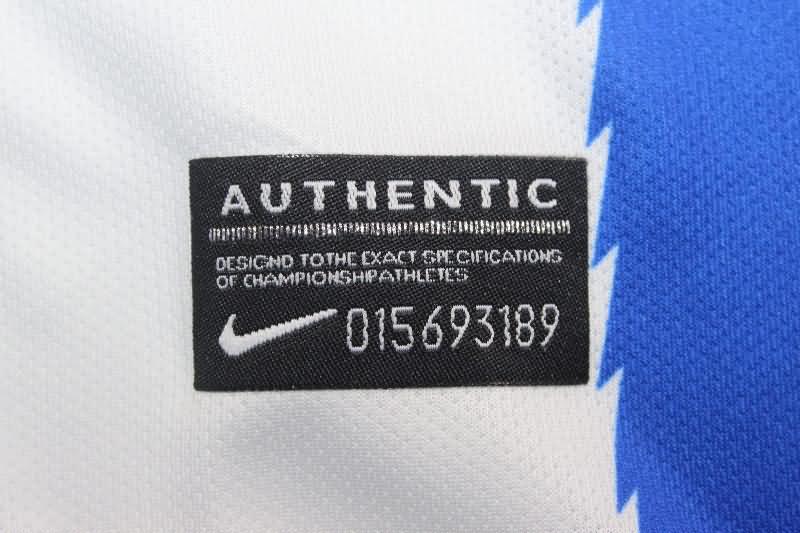 AUTHENTIC
DESIGND TO THE EXACT SPECIFICATIONS
OF CHAMPIONSHIPATHLETES
015693189